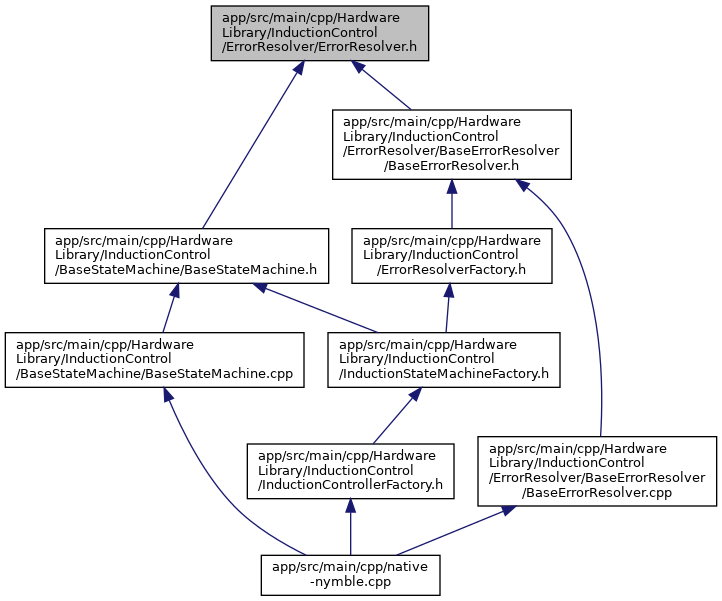 app/src/main/cpp/Hardware
Library/InductionControl
/ErrorResolver/ErrorResolver.h
app/src/main/cpp/Hardware
Library/InductionControl
/ErrorResolver/BaseErrorResolver
/BaseErrorResolver.h
app/src/main/cpp/Hardware
Library/InductionControl
/BaseStateMachine/BaseStateMachine.h
app/src/main/cpp/Hardware
Library/InductionControl
/ErrorResolverFactory.h
app/src/main/cpp/Hardware
Library/InductionControl
/BaseStateMachine/BaseStateMachine.cpp
app/src/main/cpp/Hardware
Library/InductionControl
/InductionStateMachineFactory.h
app/src/main/cpp/Hardware
Library/InductionControl
/InductionControllerFactory.h
app/src/main/cpp/Hardware
Library/InductionControl
/ErrorResolver/BaseErrorResolver
/BaseErrorResolver.cpp
app/src/main/cpp/native
-nymble.cpp